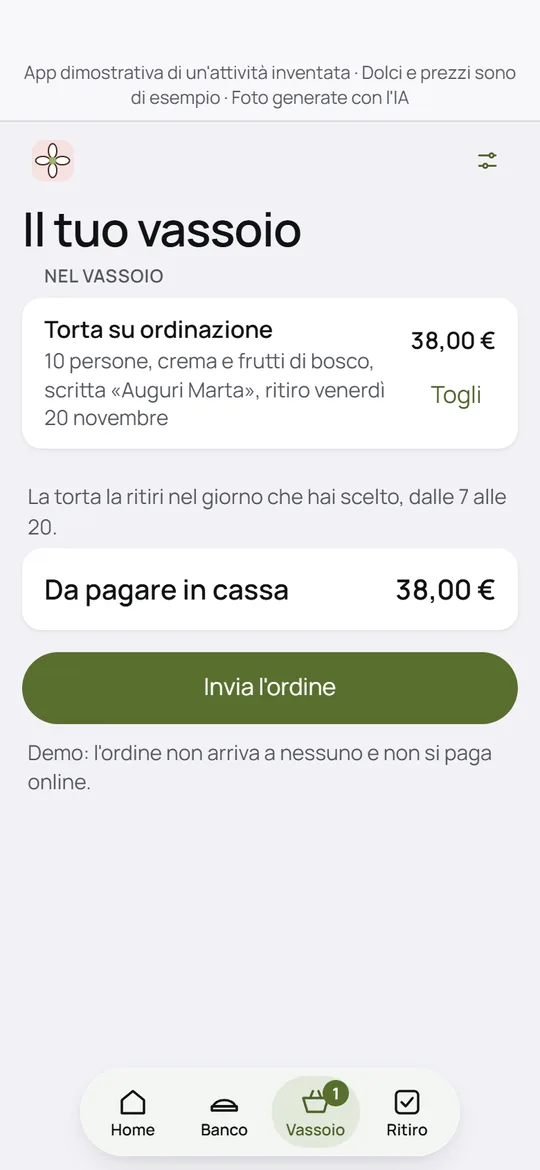 App dimostrativa di un'attività inventata · Dolci e prezzi sono
di esempio · Foto generate con l'IA
Il tuo vassoio
NEL VASSOIO
Torta su ordinazione
38,00 €
10 persone, crema e frutti di bosco,
scritta «Auguri Marta», ritiro venerdì
20 novembre
Togli
La torta la ritiri nel giorno che hai scelto, dalle 7 alle
20.
Da pagare in cassa
38,00 €
Invia l'ordine
Demo: l'ordine non arriva a nessuno e non si paga
online.
1
Home
Banco
Vassoio
Ritiro